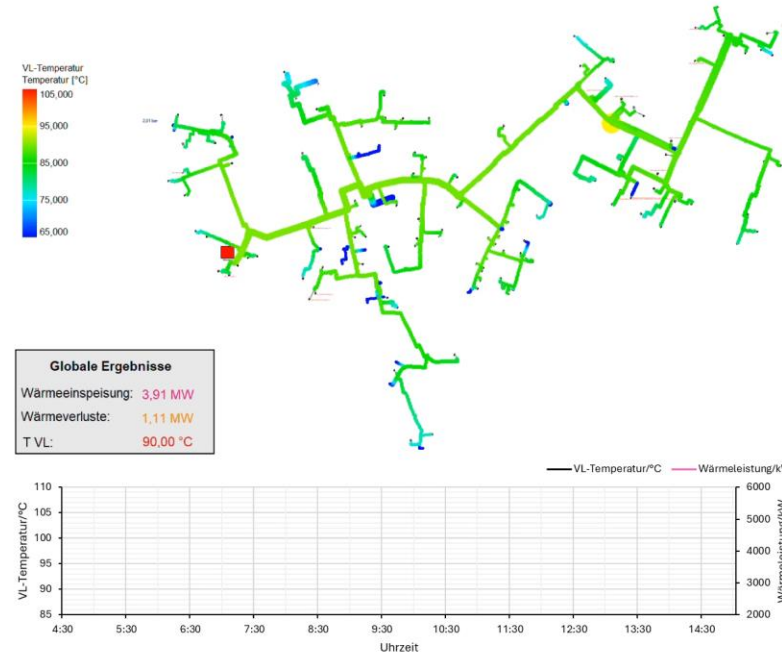 VL-Temperatur
Temperatur [°C]
105,000
95,000
85,000
75,000
65,000
Globale Ergebnisse
Wärmeeinspeisung: 3,91 MW
Wärmeverluste: 1,11 MW
T VL: 90,00 °C
VL-Temperatur/°C
Wärmeleistung/kW
110
105
100
95
90
85
VL-Temperatur/°C
6000
5000
4000
3000
2000
Wärmeleistung/kW
4:30 5:30 6:30 7:30 8:30 9:30 10:30 11:30 12:30 13:30 14:30
Uhrzeit